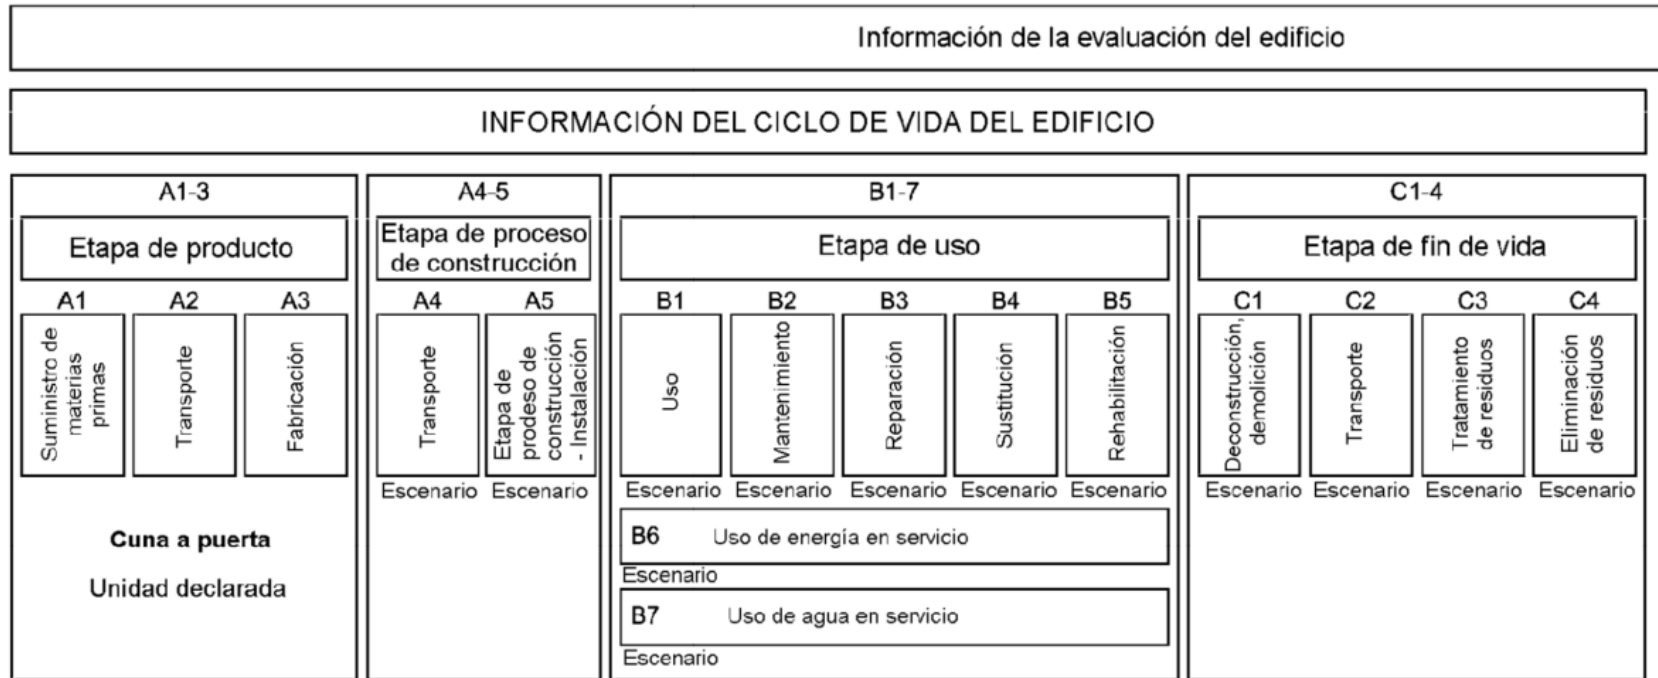 Información de la evaluación del edificio
INFORMACIÓN DEL CICLO DE VIDA DEL EDIFICIO
A1-3
A4-5
B1-7
C1-4
Etapa de producto
Etapa de proceso
de construcción
Etapa de uso
Etapa de fin de vida
A1
A2
A3
A4
A5
B1
B2
B3
B4
B5
C1
C2
C3
C4
Suministro de
materias
primas
Transporte
Fabricación
Transporte
Etapa de
prodeso de
construcción
- Instalación
Uso
Mantenimiento
Reparación
Sustitución
Rehabilitación
Deconstrucción,
demolición
Transporte
Tratamiento
de residuos
Eliminación
de residuos
Escenario
Escenario
Escenario
Escenario
Escenario
Escenario
Escenario
Escenario
Escenario
Escenario
Escenario
Cuna a puerta
Unidad declarada
B6 Uso de energía en servicio
Escenario
B7 Uso de agua en servicio
Escenario